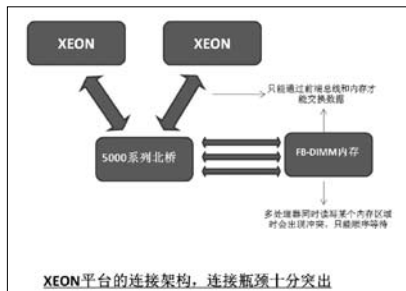 XEON
XEON
只能通过前端总线和内存才
能交换数据
5000系列北桥
FB-DIMM内存
多处理器同时读写某个内存区域
时会出现冲突，只能顺序等待
XEON平台的连接架构，连接瓶颈十分突出